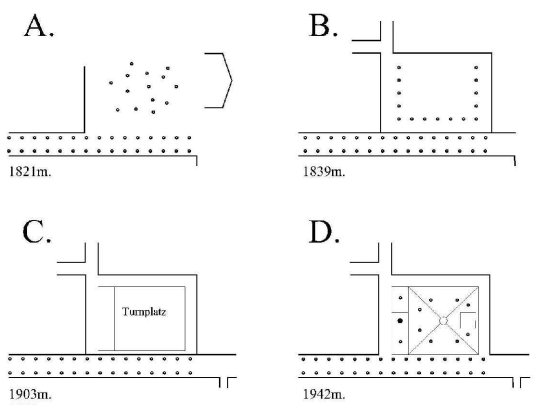 A.
B.
1821m.
1839m.
C.
D.
Turnplatz
1903m.
1942m.